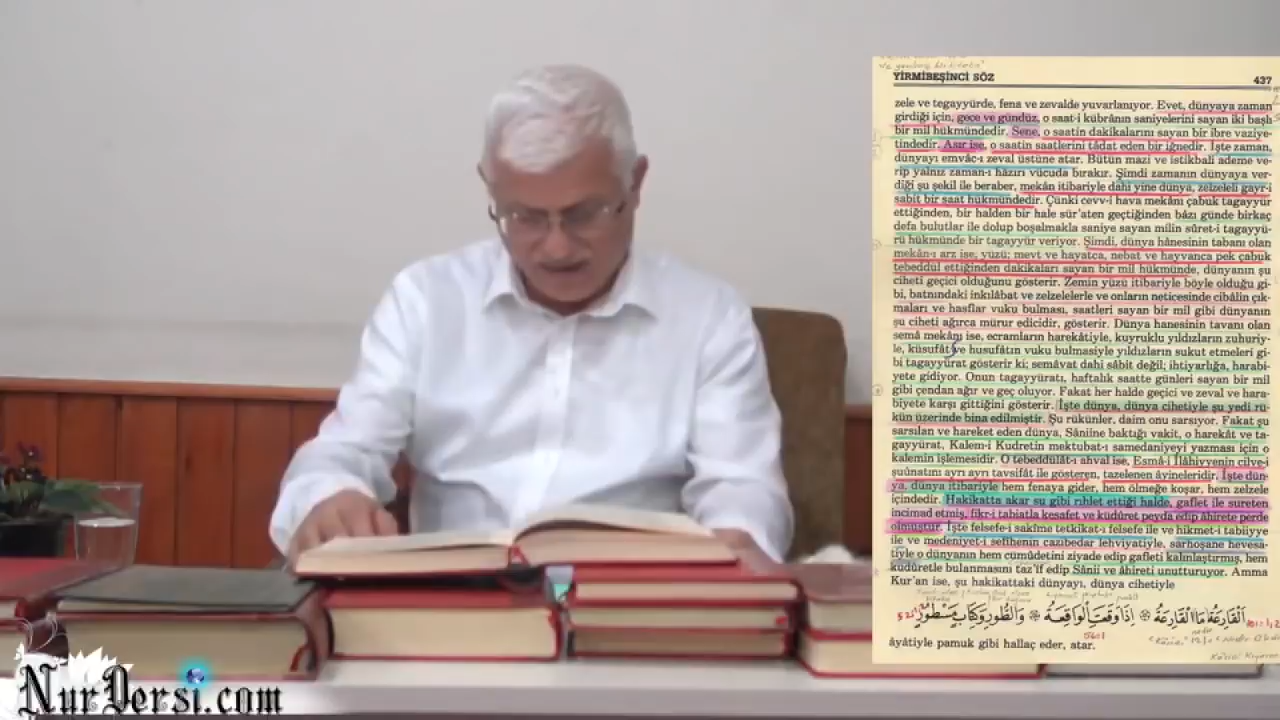 YİRMİBEŞİNCİ SÖZ 437
zele ve tegayyürde, fena ve zevalde yuvarlanıyor. Evet, dünyaya zaman
girdiği için, gece ve gündüz, o saat-i kübrânın saniyelerini sayan iki başlı
bir mil hükmündedir. Sene, o saatin dakikalarını sayan bir ibre vaziye-
tindedir. Asır ise, o saatin saatlerini tâdat eden bir iğnedir. İşte zaman,
dünyayı emvâc-ı zeval üstüne atar. Bütün mazi ve istikbali ademe ve-
rip yalnız zaman-ı hâzırı vücuda bırakır. Şimdi zamanın dünyaya ver-
diği şu şekil ile beraber, mekân itibariyle dahi yine dünya, zelzeleli gayr-i
sabit bir saat hükmündedir. Çünki cevv-i hava mekânı çabuk tagayyür
ettiğinden, bir halden bir hale sür'aten geçtiğinden bâzı günde birkaç
defa bulutlar ile dolup boşalmakla saniye sayan milin sûret-i tagayyü-
rü hükmünde bir tagayyür veriyor. Şimdi, dünya hânesinin tabanı olan
mekân-ı arz ise, yüzü; mevt ve hayatça, nebat ve hayvanca pek çabuk
tebeddül ettiğinden dakikaları sayan bir mil hükmünde, dünyanın şu
ciheti geçici olduğunu gösterir. Zemin yüzü itibariyle böyle olduğu gi-
bi, batnındaki inkılâbat ve zelzelelerle ve onların neticesinde cibâlin çık-
maları ve hasflar vuku bulması, saatleri sayan bir mil gibi dünyanın
şu ciheti ağırca mürur edicidir, gösterir. Dünya hanesinin tavanı olan
semâ mekânı ise, ecramların harekâtiyle, kuyruklu yıldızların zuhuriy-
le, küsufât ve husufâtın vuku bulmasiyle yıldızların sukut etmeleri gi-
bi tagayyürat gösterir ki; semâvat dahi sâbit değil; ihtiyarlığa, harabi-
yete gidiyor. Onun tagayyüratı, haftalık saatte günleri sayan bir mil
gibi çendan ağır ve geç oluyor. Fakat her halde geçici ve zeval ve hara-
biyete karşı gittiğini gösterir. İşte dünya, dünya cihetiyle şu yedi rü-
kün üzerinde bina edilmiştir. Şu rükünler, daim onu sarsıyor. Fakat şu
sarsılan ve hareket eden dünya, Sâniine baktığı vakit, o harekât ve ta-
gayyürat, Kalem-i Kudretin mektubat-ı samedaniyeyi yazması için o
kalemin işlemesidir. O tebeddülât-ı ahval ise, Esmâ-i İlâhiyyenin cilve-i
şuûnatını ayrı ayrı tavsifât ile gösteren, tazelenen âyineleridir. İşte dün-
ya, dünya itibariyle hem fenaya gider, hem ölmeğe koşar, hem zelzele
içindedir. Hakikatta akar su gibi rıhlet ettiği halde, gaflet ile sureten
incimad etmiş, fikr-i tabiatla kesafet ve küdûret peyda edip âhirete perde
olmuştur. İşte felsefe-i sakîme tetkikat-ı felsefe ile ve hikmet-i tabiiyye
ile ve medeniyet-i sefihenin cazibedar lehviyatiyle, sarhoşane hevesa-
tiyle o dünyanın hem cumûdetini ziyade edip gafleti kalınlaştırmış, hem
küdûretle bulanmasını taz'if edip Sânii ve âhireti unutturuyor. Amma
Kur'an ise, şu hakikattaki dünyayı, dünya cihetiyle
اَلْقَارِعَةُ مَا الْقَارِعَةُ ❊ اِذَا وَقَعَتِ الْوَاقِعَةُ ❊ وَالطُّورِ وَكِتَابٍ مَسْطُورٍ
âyâtiyle pamuk gibi hallaç eder, atar.
NurDersi.com